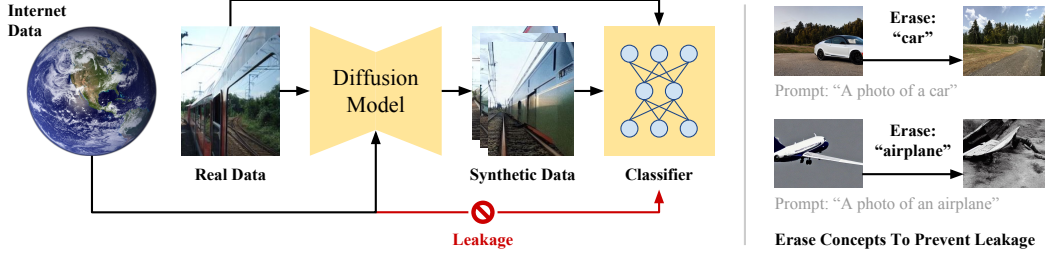 Internet
Data
Diffusion
Model
Real Data
Synthetic Data
Classifier
Leakage
Erase:
“car”
Prompt: “A photo of a car”
Erase:
“airplane”
Prompt: “A photo of an airplane”
Erase Concepts To Prevent Leakage